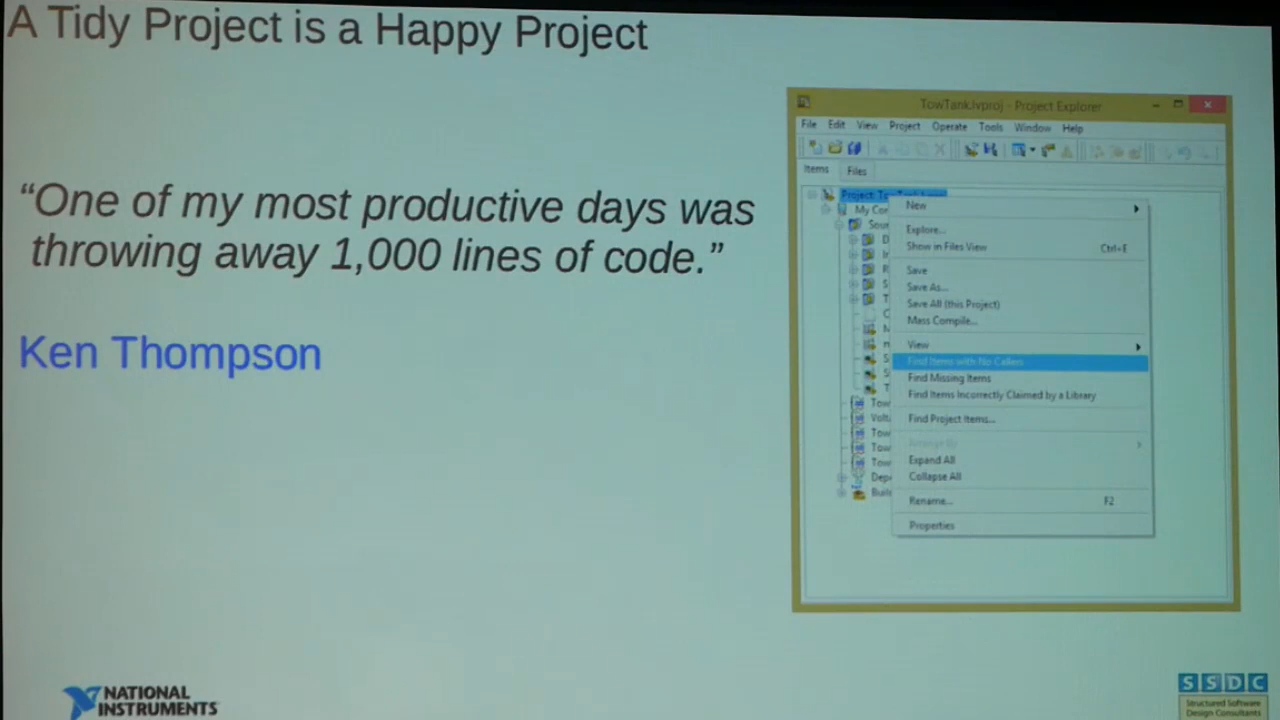 A Tidy Project is a Happy Project
“One of my most productive days was
throwing away 1,000 lines of code.”
Ken Thompson
TowTank.lvproj - Project Explorer
File Edit View Project Operate Tools Window Help
Items Files
New
Explore...
Show in Files View Ctrl+E
Save
Save As...
Save All (this Project)
Mass Compile...
View
Find Items with No Callers
Find Missing Items
Find Items Incorrectly Claimed by a Library
Find Project Items...
Arrange By
Expand All
Collapse All
Rename... F2
Properties
NATIONAL
INSTRUMENTS
SSDC
Structured Software
Design Consultants